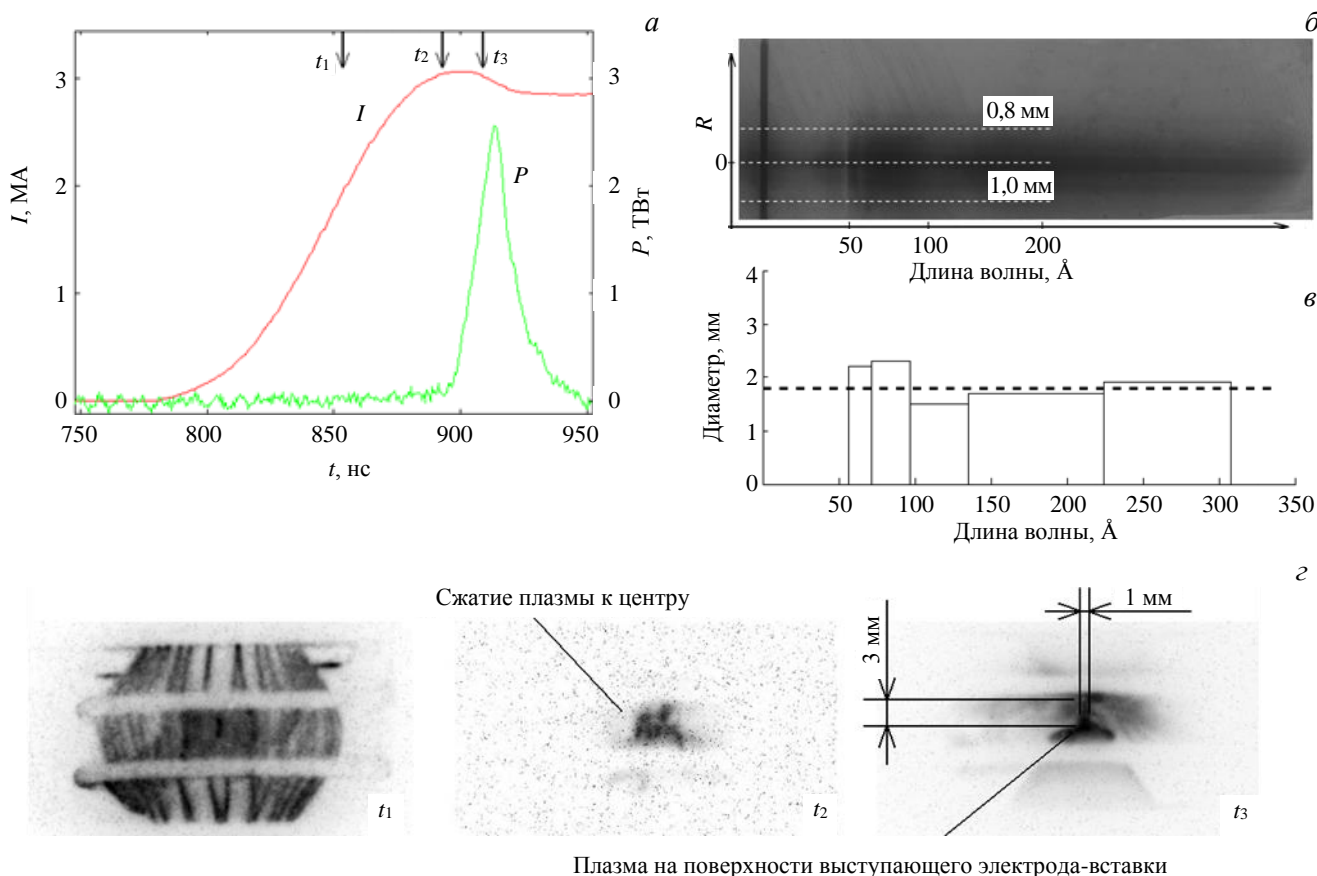 а
t1
t2
t3
3
2
1
0
I, МА
I
P
3
2
1
0
P, ТВт
750
800
850
900
950
t, нс
б
R
0
0,8 мм
1,0 мм
50
100
200
Длина волны, Å
в
4
3
2
1
0
Диаметр, мм
50
100
150
200
250
300
350
Длина волны, Å
г
Сжатие плазмы к центру
1 мм
3 мм
t1
t2
t3
Плазма на поверхности выступающего электрода-вставки